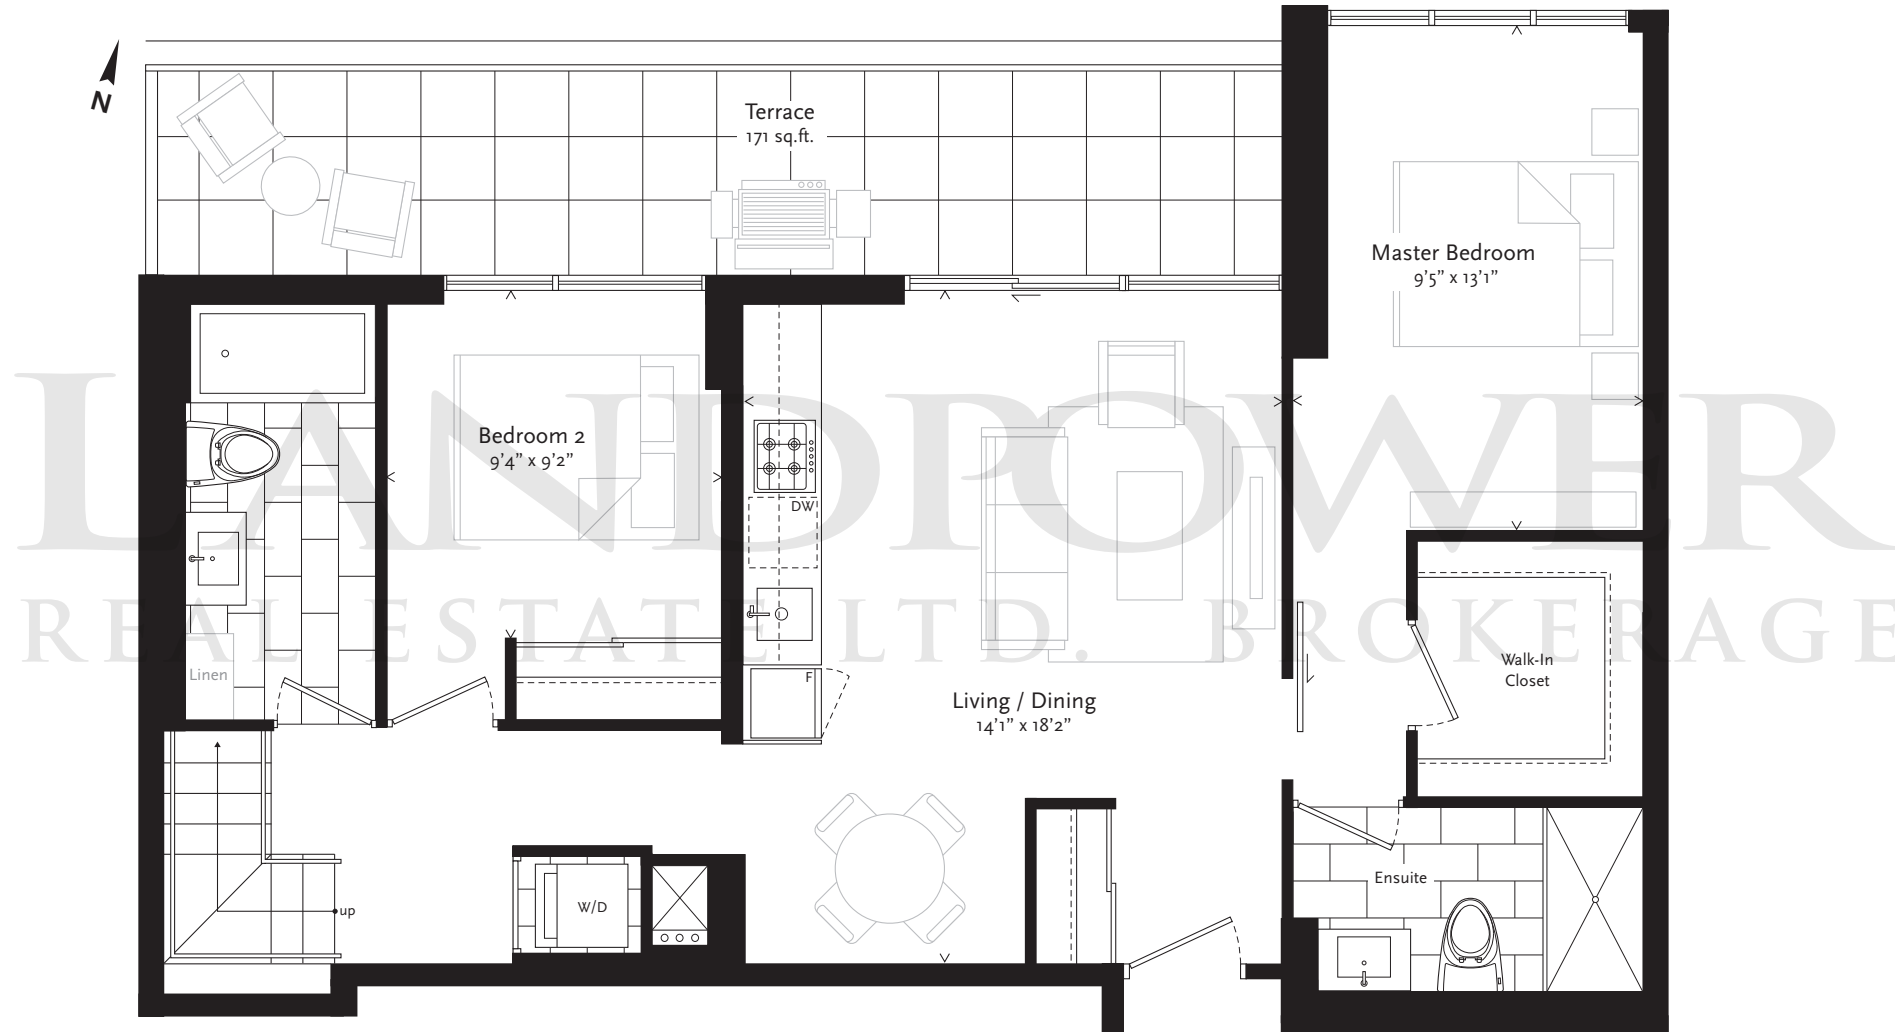 N
Terrace
171 sq.ft.
Master Bedroom
9'5" x 13'1"
Bedroom 2
9'4" x 9'2"
DW
LANDPOWER
REAL ESTATE LTD. BROKERAGE
Linen
F
Walk-In
Closet
Living / Dining
14'1" x 18'2"
Ensuite
W/D
up